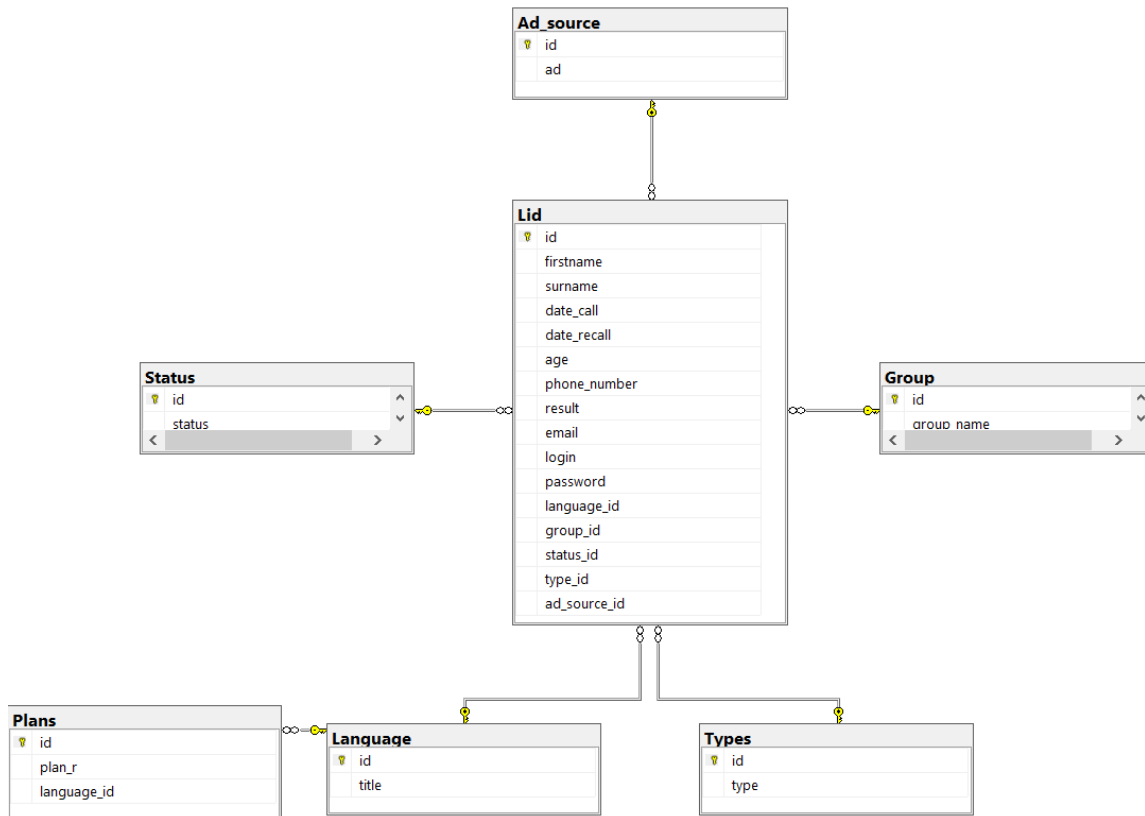 Ad_source
id
ad
Lid
id
firstname
surname
date_call
date_recall
age
phone_number
result
email
login
password
language_id
group_id
status_id
type_id
ad_source_id
Status
id
status
Group
id
group_name
Plans
id
plan_r
language_id
Language
id
title
Types
id
type